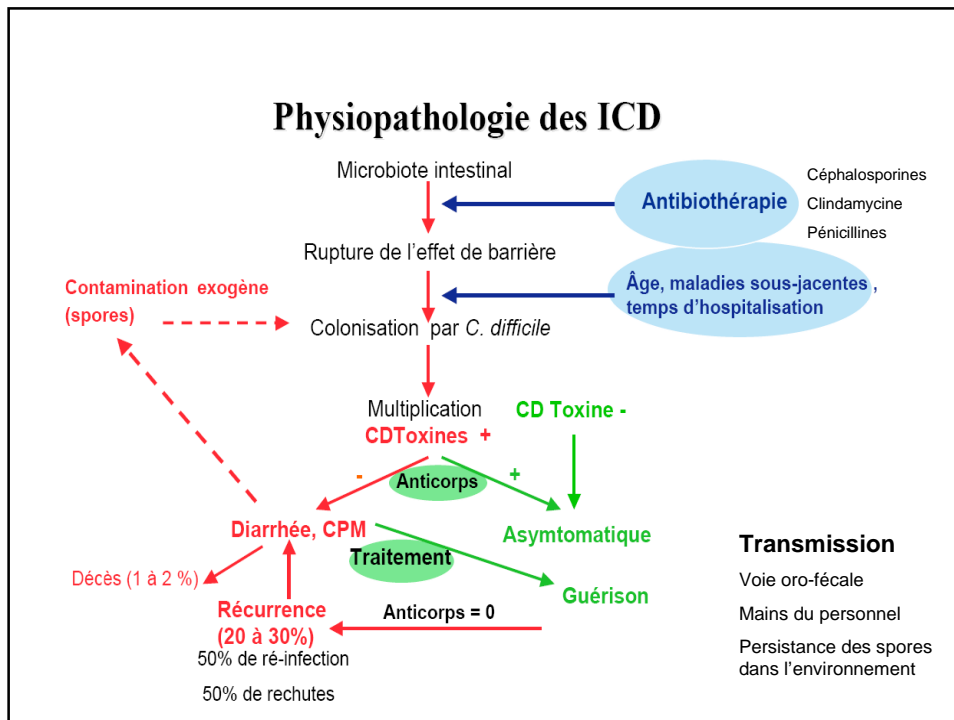 Physiopathologie des ICD
Microbiote intestinal
Antibiothérapie
Céphalosporines
Clindamycine
Pénicillines
Rupture de l'effet de barrière
Âge, maladies sous-jacentes ,
temps d'hospitalisation
Contamination exogène
(spores)
Colonisation par C. difficile
Multiplication
CDToxines +
CD Toxine -
-
Anticorps
+
Diarrhée, CPM
Asymtomatique
Traitement
Décès (1 à 2 %)
Guérison
Anticorps = 0
Récurrence
(20 à 30%)
50% de ré-infection
50% de rechutes
Transmission
Voie oro-fécale
Mains du personnel
Persistance des spores
dans l'environnement